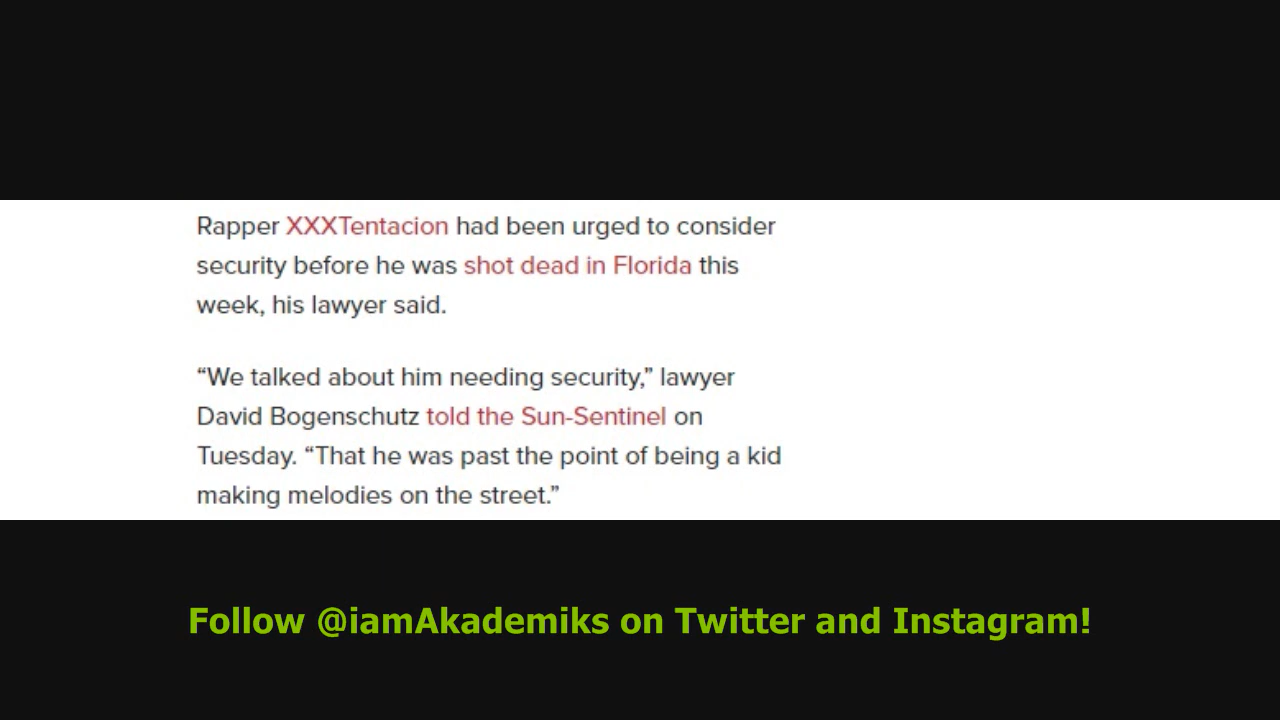 Rapper XXXTentacion had been urged to consider
security before he was shot dead in Florida this
week, his lawyer said.
“We talked about him needing security,” lawyer
David Bogenschutz told the Sun-Sentinel on
Tuesday. “That he was past the point of being a kid
making melodies on the street.”
Follow @iamAkademiks on Twitter and Instagram!